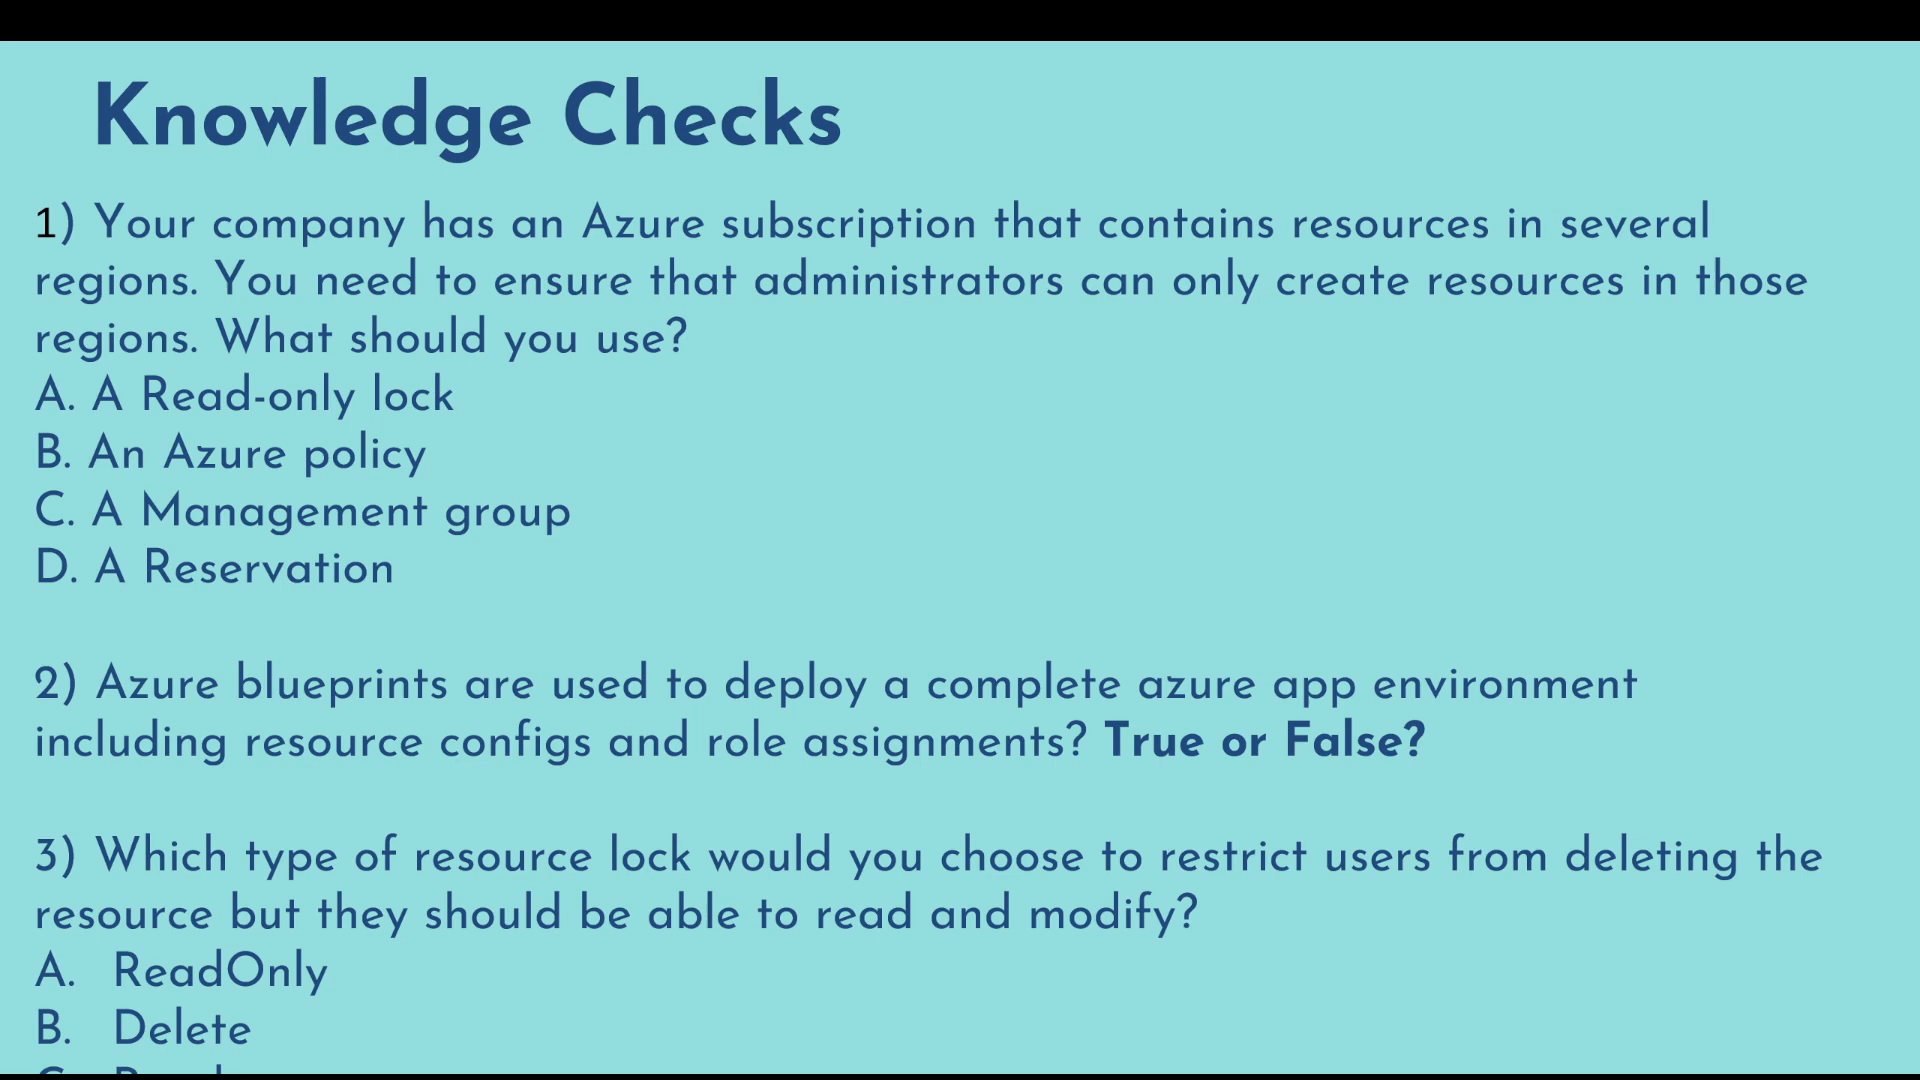 Knowledge Checks
1) Your company has an Azure subscription that contains resources in several
regions. You need to ensure that administrators can only create resources in those
regions. What should you use?
A. A Read-only lock
B. An Azure policy
C. A Management group
D. A Reservation
2) Azure blueprints are used to deploy a complete azure app environment
including resource configs and role assignments? True or False?
3) Which type of resource lock would you choose to restrict users from deleting the
resource but they should be able to read and modify?
A. ReadOnly
B. Delete